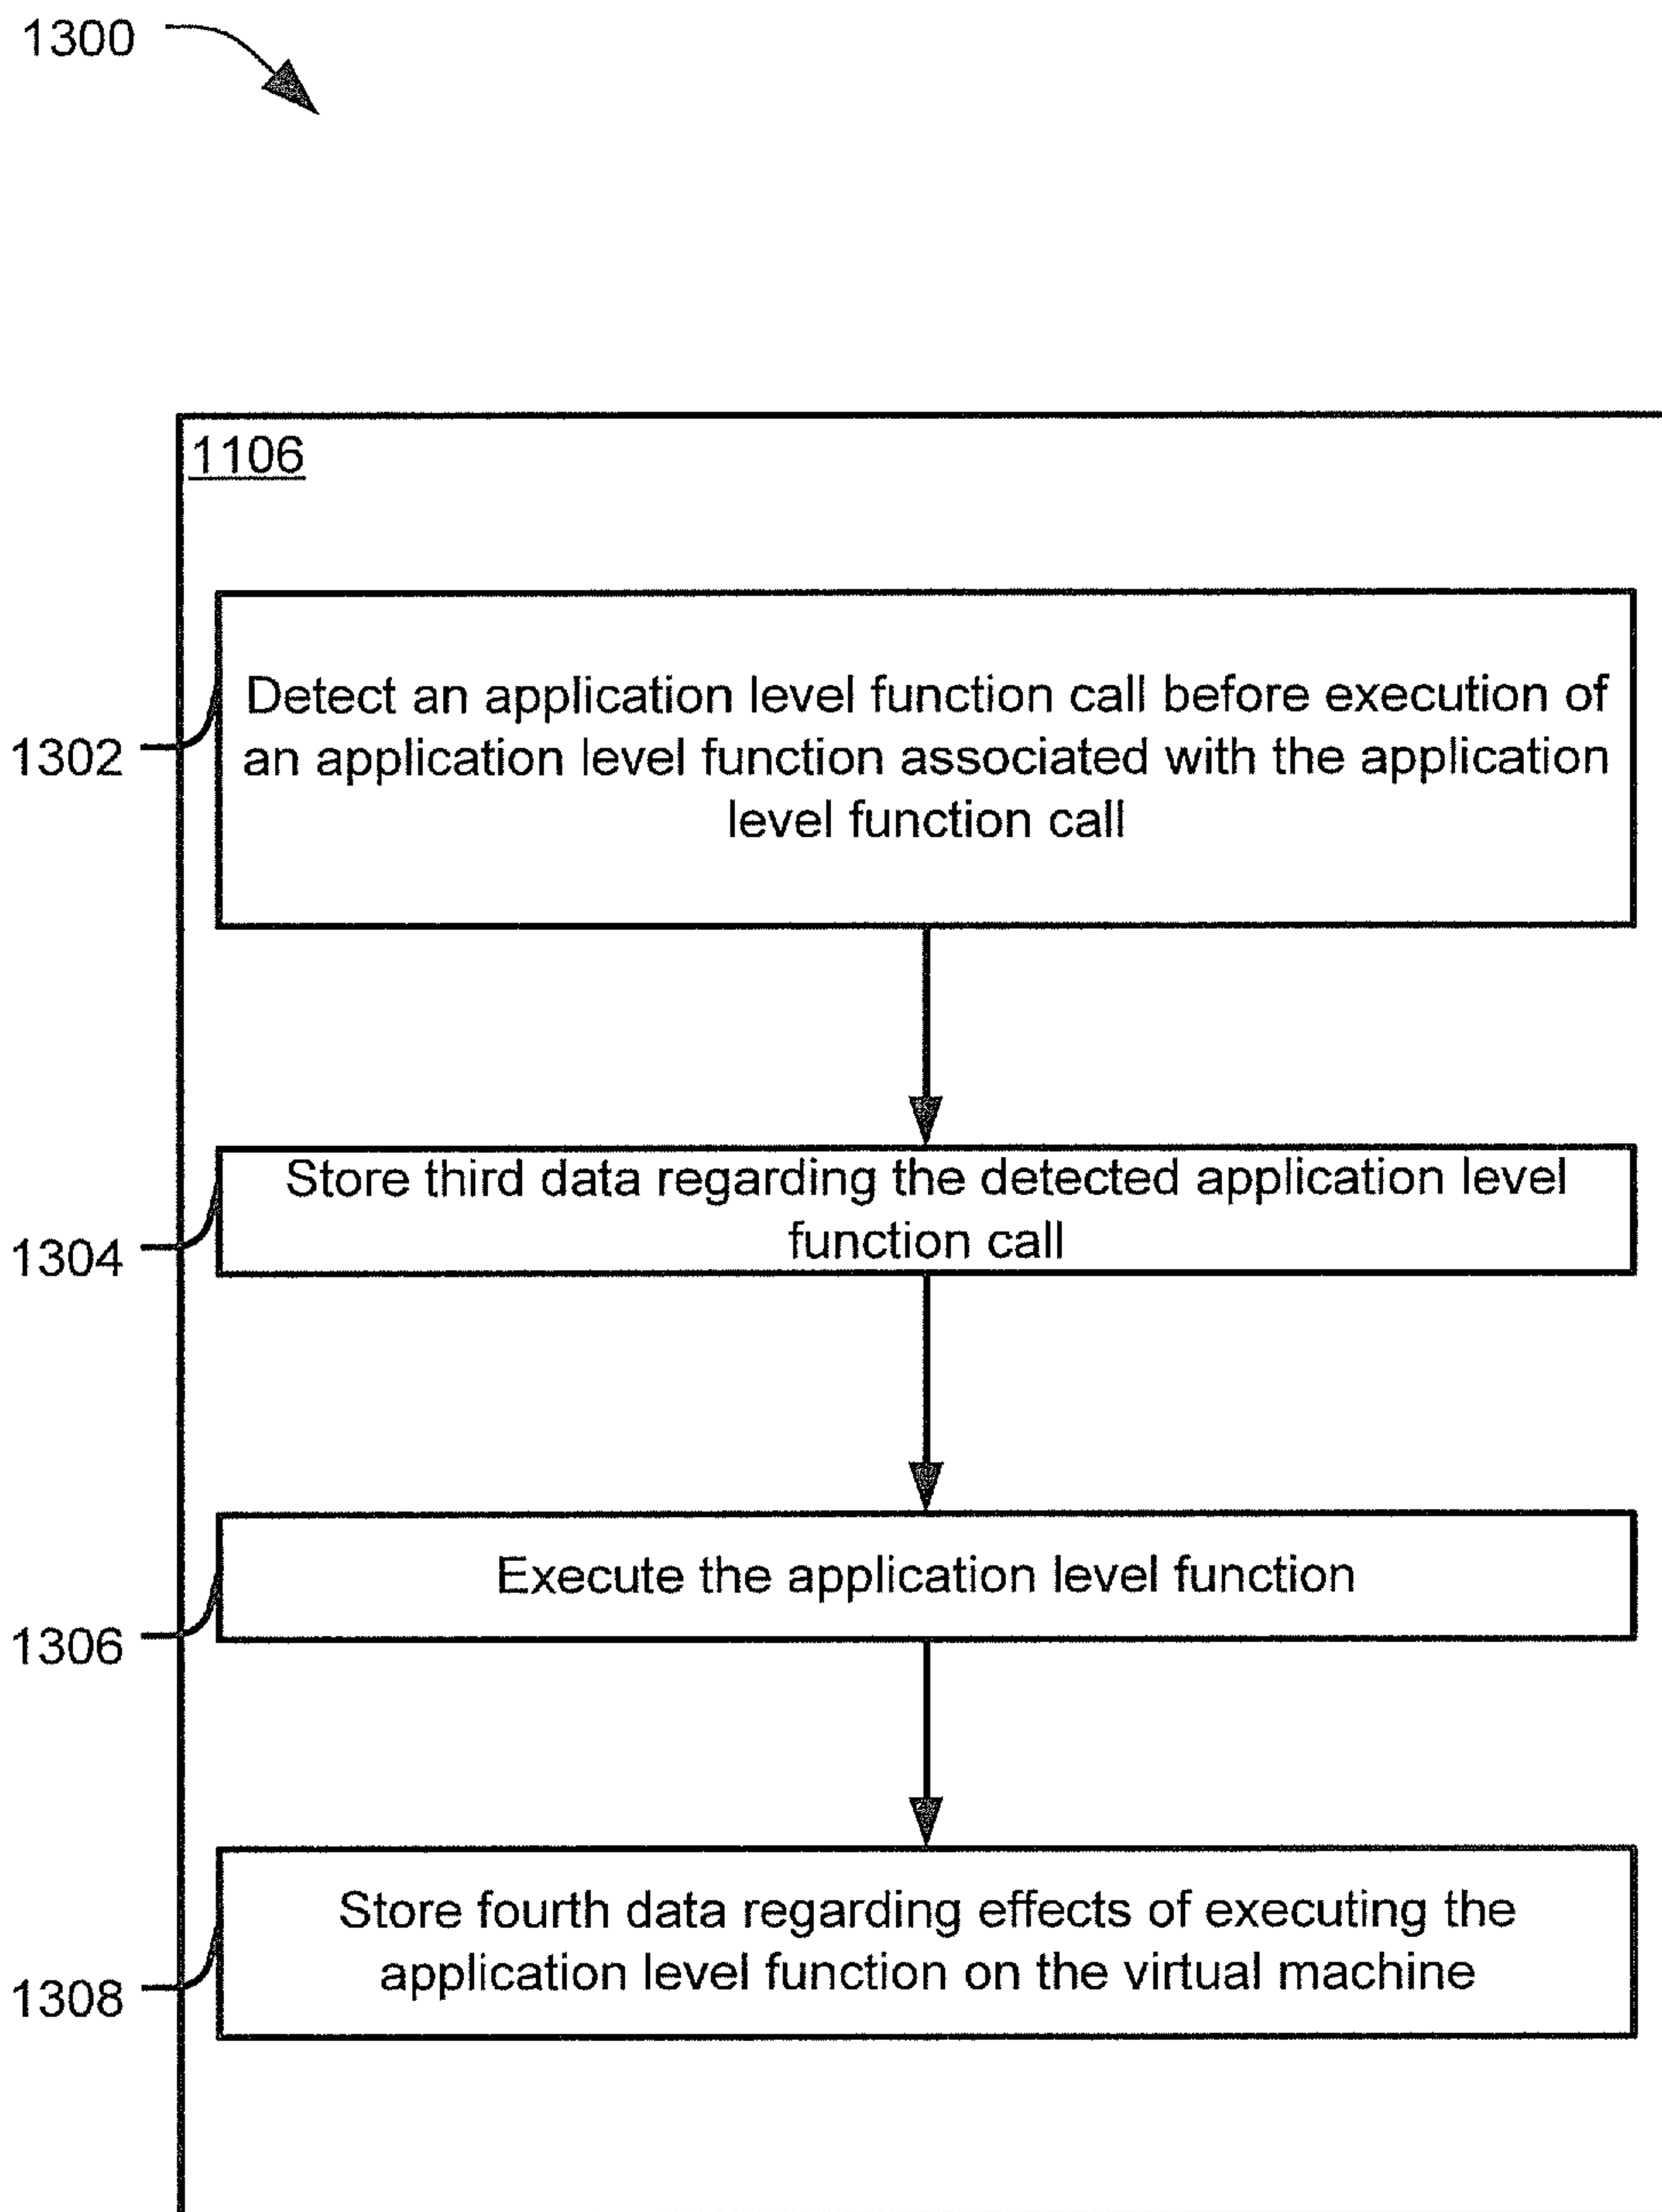 1300
1106
1302
Detect an application level function call before execution of
an application level function associated with the application
level function call
1304
Store third data regarding the detected application level
function call
1306
Execute the application level function
1308
Store fourth data regarding effects of executing the
application level function on the virtual machine